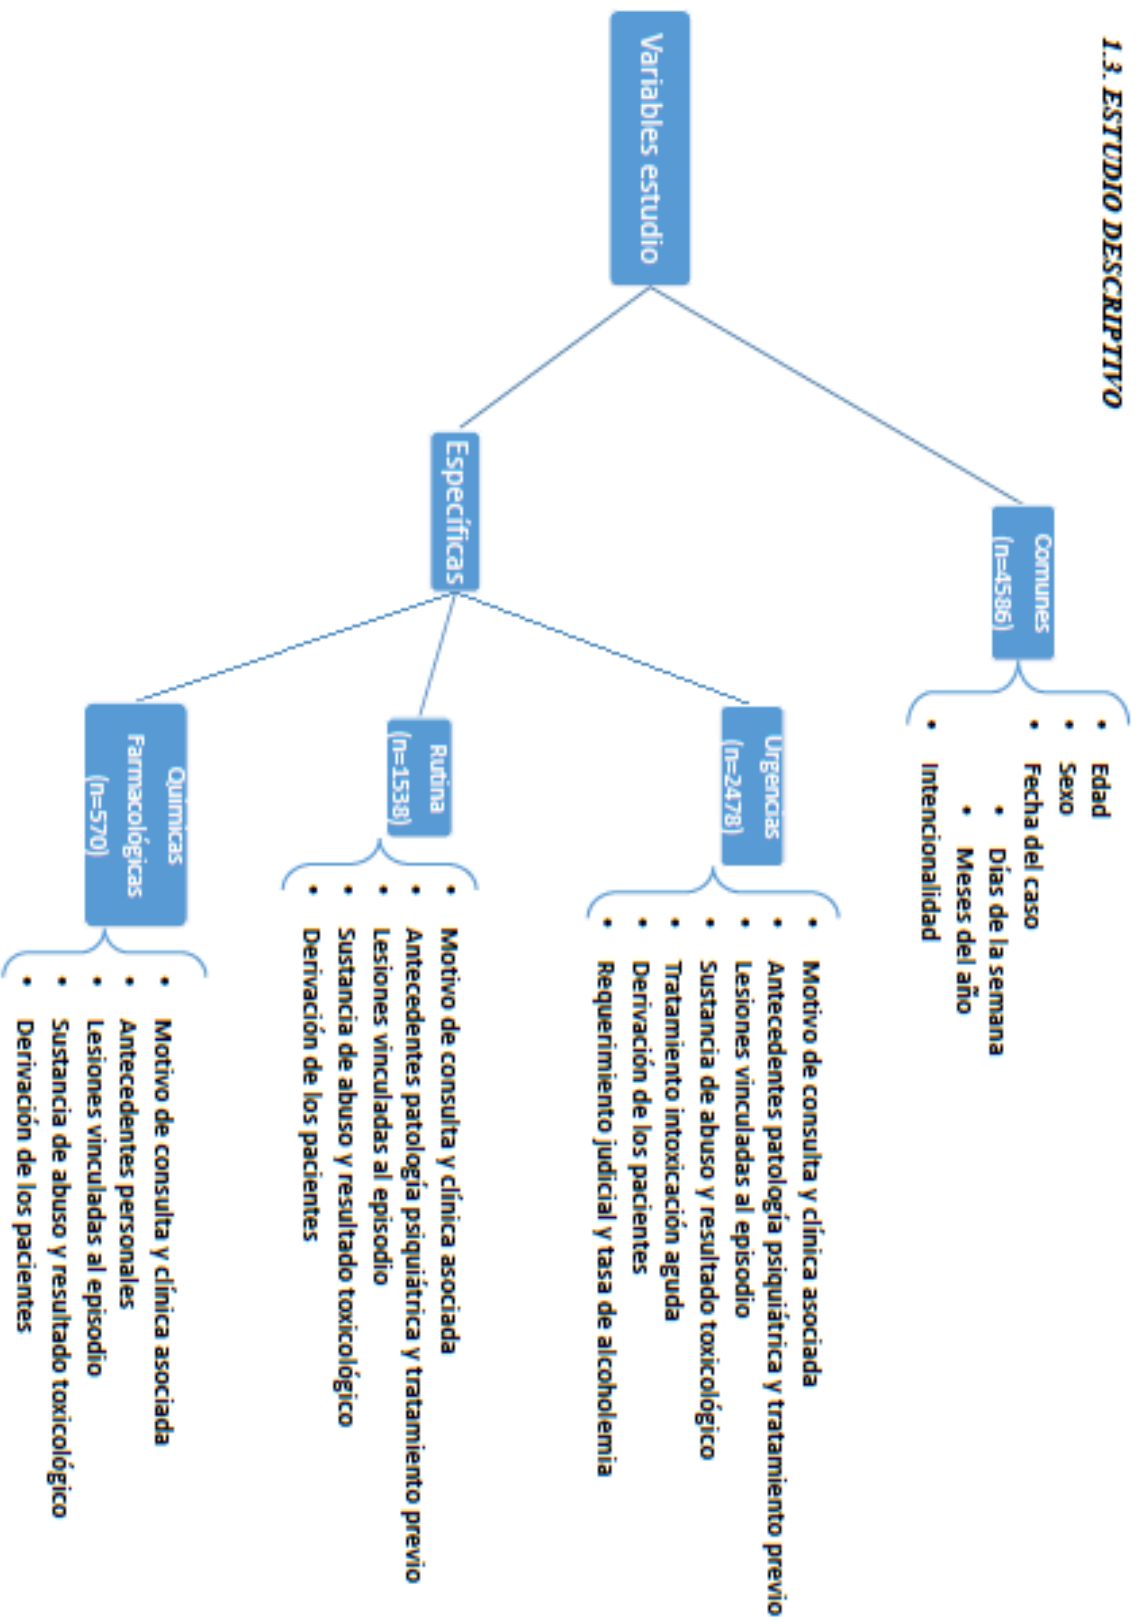 1.3. ESTUDIO DESCRIPTIVO
Variables estudio
Comunes
(n=4586)
• Edad
• Sexo
• Fecha del caso
• Días de la semana
• Meses del año
• Intencionalidad
Específicas
Urgencias
(n=2478)
• Motivo de consulta y clínica asociada
• Antecedentes patología psiquiátrica y tratamiento previo
• Lesiones vinculadas al episodio
• Sustancia de abuso y resultado toxicológico
• Tratamiento intoxicación aguda
• Derivación de los pacientes
• Requerimiento judicial y tasa de alcoholemia
Rutina
(n=1538)
• Motivo de consulta y clínica asociada
• Antecedentes patología psiquiátrica y tratamiento previo
• Lesiones vinculadas al episodio
• Sustancia de abuso y resultado toxicológico
• Derivación de los pacientes
Quimicas
Farmacológicas
(n=570)
• Motivo de consulta y clínica asociada
• Antecedentes personales
• Lesiones vinculadas al episodio
• Sustancia de abuso y resultado toxicológico
• Derivación de los pacientes